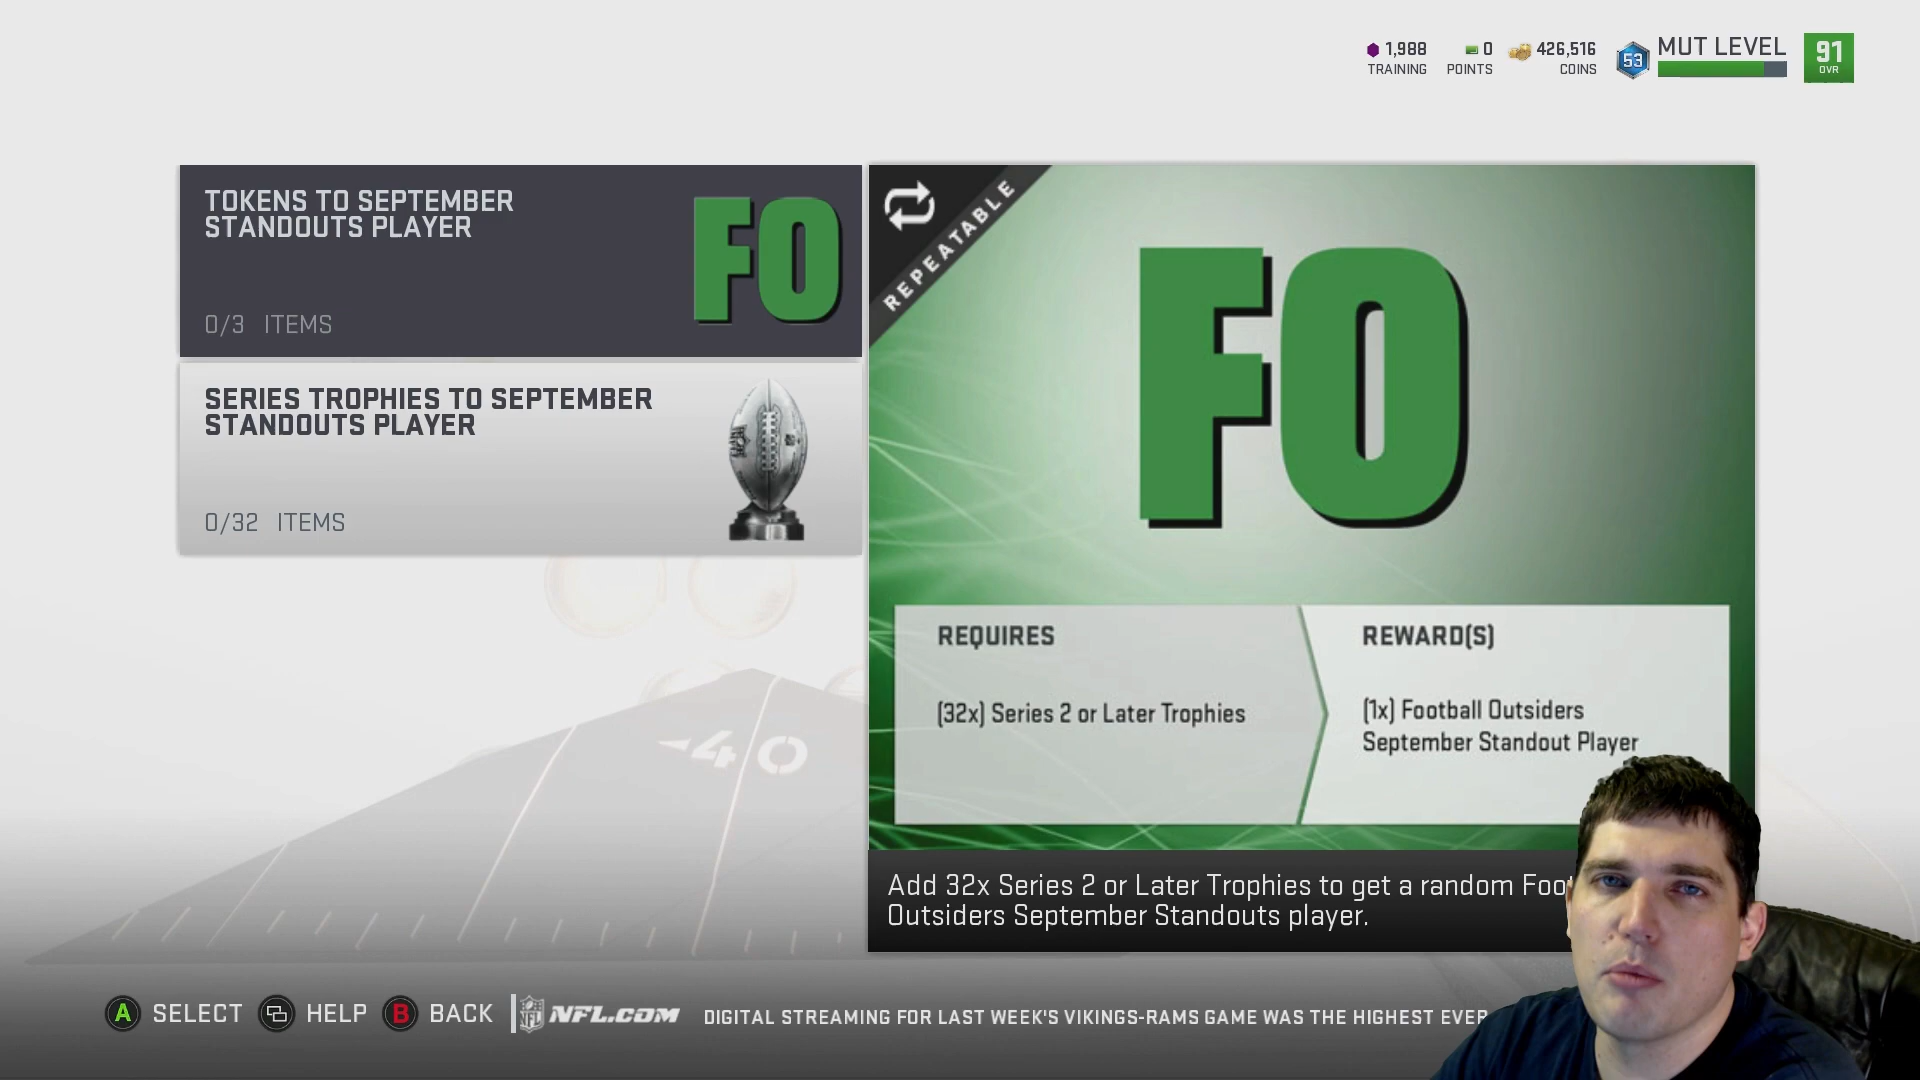 1,988
TRAINING
0
POINTS
426,516
COINS
53
MUT LEVEL
91
OVR
TOKENS TO SEPTEMBER
STANDOUTS PLAYER
FO
0/3 ITEMS
SERIES TROPHIES TO SEPTEMBER
STANDOUTS PLAYER
0/32 ITEMS
REPEATABLE
FO
REQUIRES
(32x) Series 2 or Later Trophies
REWARD(S)
(1x) Football Outsiders
September Standout Player
Add 32x Series 2 or Later Trophies to get a random
Outsiders September Standouts player.
40
A SELECT
HELP
B BACK
NFL.COM
DIGITAL STREAMING FOR LAST WEEK'S VIKINGS-RAMS GAME WAS THE HIGHEST EVER